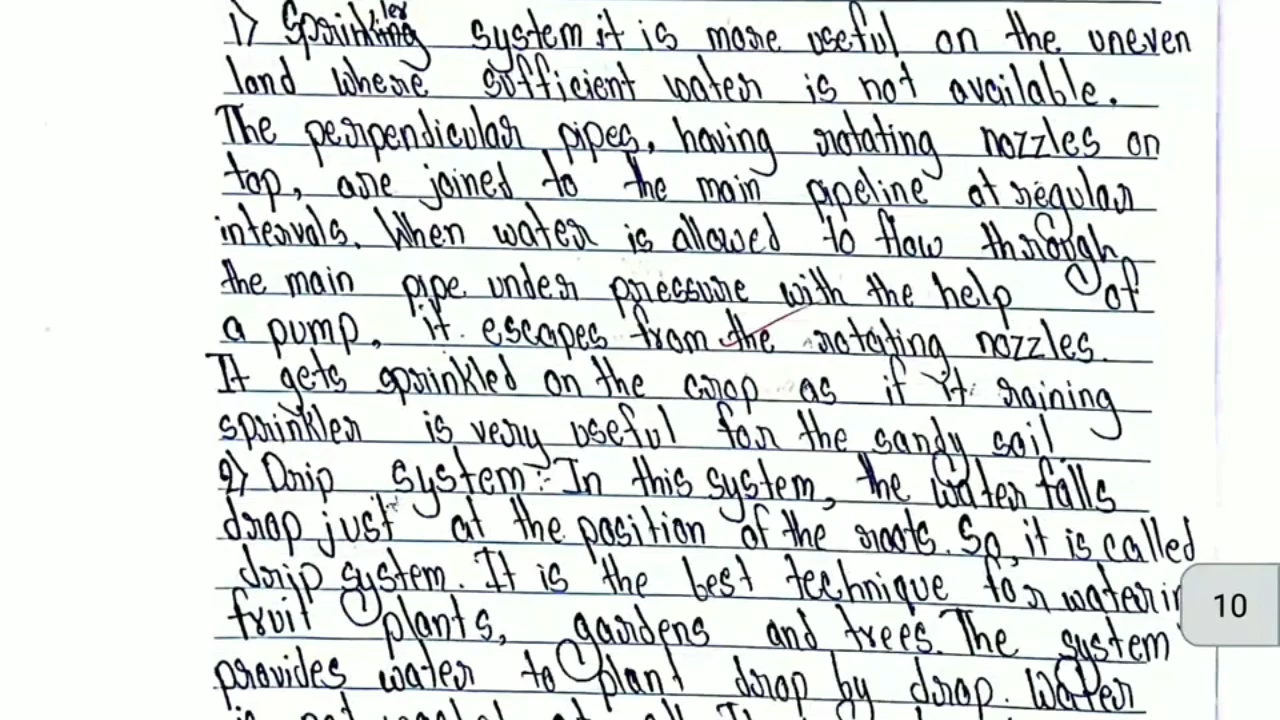 i) Sprinkler system it is more useful on the uneven
land where sufficient water is not available.
The perpendicular pipes, having rotating nozzles on
top, are joined to the main pipeline at regular
intervals. When water is allowed to flow through
the main pipe under pressure with the help of
a pump, it escapes from the rotating nozzles.
It gets sprinkled on the crop as if it raining
sprinkler is very useful for the sandy soil
2) Drip system:- In this system, the water falls
drop just at the position of the roots. So, it is called
drip system. It is the best technique for waterin
fruit plants, gardens and trees. The system
provides water to plant drop by drop. Water
10